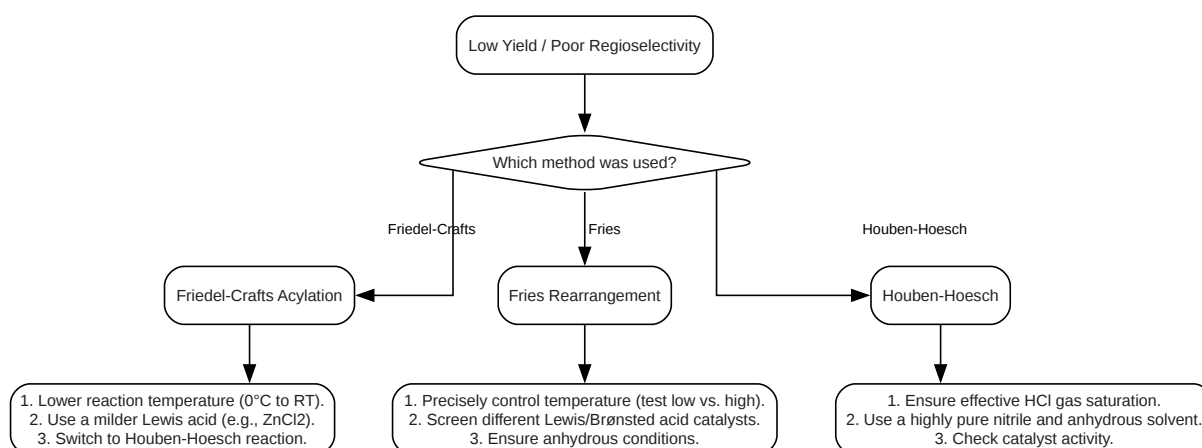 Low Yield / Poor Regioselectivity
Which method was used?
Friedel-Crafts
Fries
Houben-Hoesch
Friedel-Crafts Acylation
Fries Rearrangement
Houben-Hoesch
1. Lower reaction temperature (0°C to RT).
2. Use a milder Lewis acid (e.g., ZnCl2).
3. Switch to Houben-Hoesch reaction.
1. Precisely control temperature (test low vs. high).
2. Screen different Lewis/Brønsted acid catalysts.
3. Ensure anhydrous conditions.
1. Ensure effective HCl gas saturation.
2. Use a highly pure nitrile and anhydrous solvent.
3. Check catalyst activity.